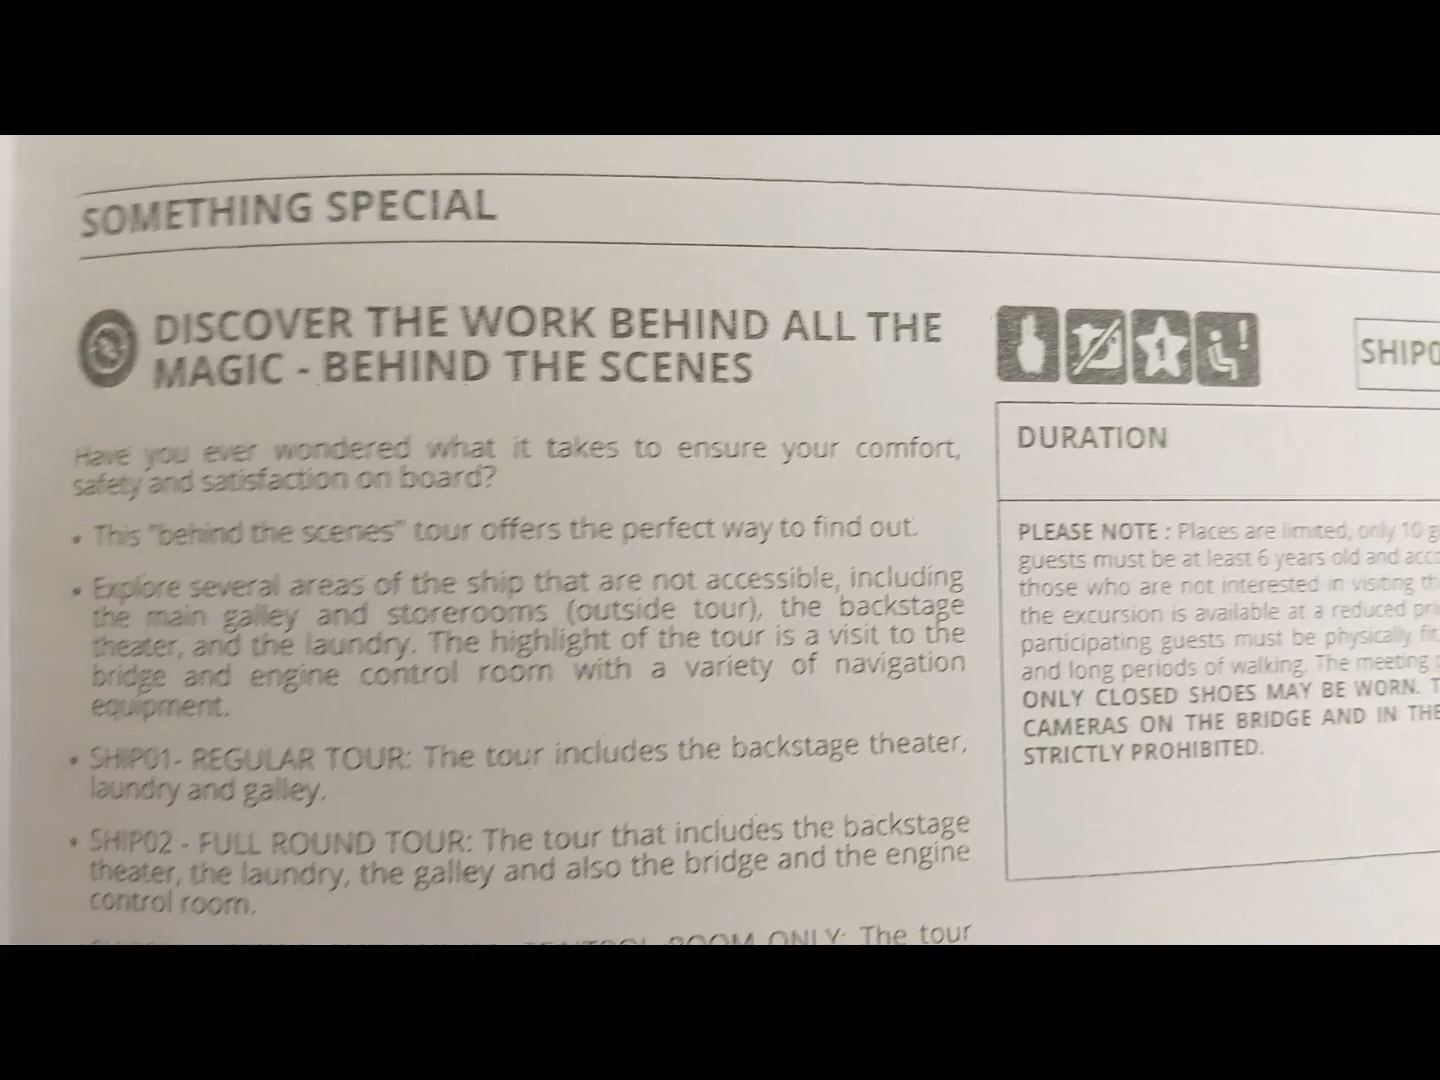 SOMETHING SPECIAL
DISCOVER THE WORK BEHIND ALL THE
MAGIC - BEHIND THE SCENES
Have you ever wondered what it takes to ensure your comfort,
safety and satisfaction on board?
• This "behind the scenes" tour offers the perfect way to find out.
• Explore several areas of the ship that are not accessible, including
the main galley and storerooms (outside tour), the backstage
theater, and the laundry. The highlight of the tour is a visit to the
bridge and engine control room with a variety of navigation
equipment.
• SHIP01- REGULAR TOUR: The tour includes the backstage theater,
laundry and galley.
• SHIP02 - FULL ROUND TOUR: The tour that includes the backstage
theater, the laundry, the galley and also the bridge and the engine
control room.
CONTROL ROOM ONLY: The tour
1
!
SHIP0
DURATION
PLEASE NOTE : Places are limited, only 10 g
guests must be at least 6 years old and acco
those who are not interested in visiting th
the excursion is available at a reduced pri
participating guests must be physically fit,
and long periods of walking. The meeting
ONLY CLOSED SHOES MAY BE WORN. T
CAMERAS ON THE BRIDGE AND IN THE
STRICTLY PROHIBITED.